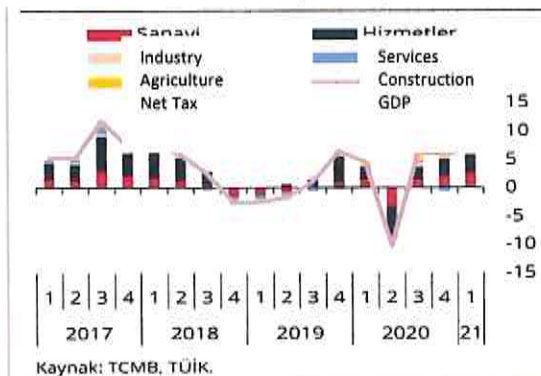 Sanayi Hizmetler
Industry Services
Agriculture Construction
Net Tax GDP
15
10
5
0
-5
-10
-15
1 2 3 4 1 2 3 4 1 2 3 4 1 2 3 4 1
2017 2018 2019 2020 21
Kaynak: TCMB, TÜİK.